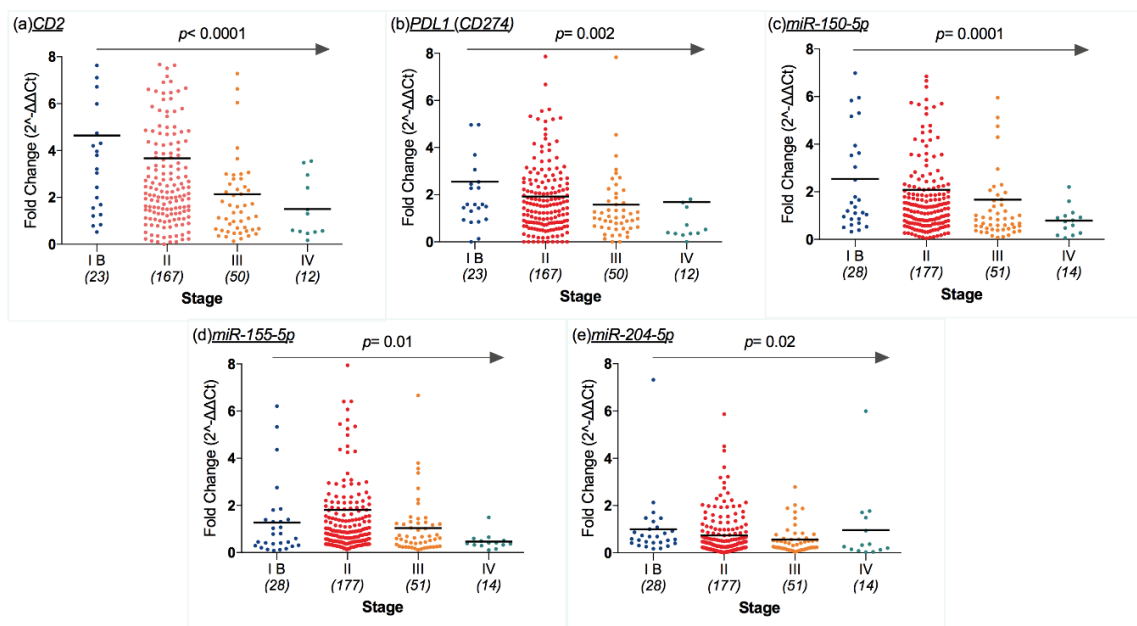 (a)CD2
p< 0.0001
Fold Change (2^-ΔΔCt)
8
6
4
2
0
I B II III IV
(23) (167) (50) (12)
Stage
(b)PDL1 (CD274)
p= 0.002
Fold Change (2^-ΔΔCt)
8
6
4
2
0
I B II III IV
(23) (167) (50) (12)
Stage
(c)miR-150-5p
p= 0.0001
Fold Change (2^-ΔΔCt)
8
6
4
2
0
I B II III IV
(28) (177) (51) (14)
Stage
(d)miR-155-5p
p= 0.01
Fold Change (2^-ΔΔCt)
8
6
4
2
0
I B II III IV
(28) (177) (51) (14)
Stage
(e)miR-204-5p
p= 0.02
Fold Change (2^-ΔΔCt)
8
6
4
2
0
I B II III IV
(28) (177) (51) (14)
Stage